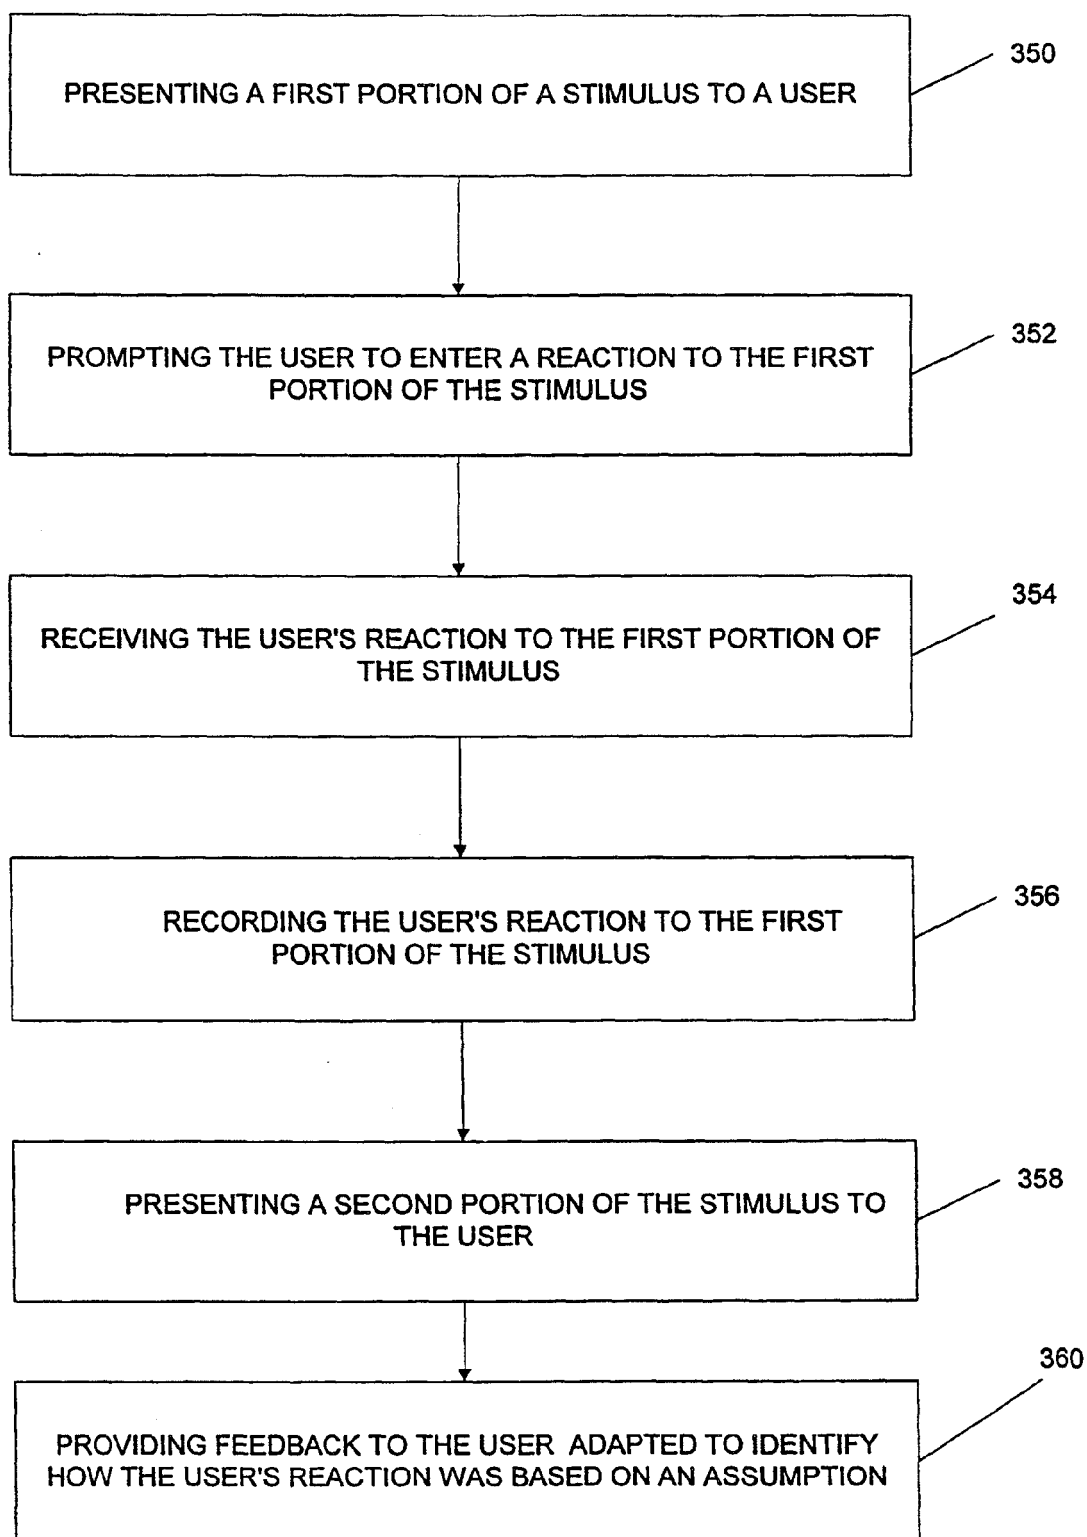 350
PRESENTING A FIRST PORTION OF A STIMULUS TO A USER
352
PROMPTING THE USER TO ENTER A REACTION TO THE FIRST
PORTION OF THE STIMULUS
354
RECEIVING THE USER'S REACTION TO THE FIRST PORTION OF
THE STIMULUS
356
RECORDING THE USER'S REACTION TO THE FIRST
PORTION OF THE STIMULUS
358
PRESENTING A SECOND PORTION OF THE STIMULUS TO
THE USER
360
PROVIDING FEEDBACK TO THE USER ADAPTED TO IDENTIFY
HOW THE USER'S REACTION WAS BASED ON AN ASSUMPTION